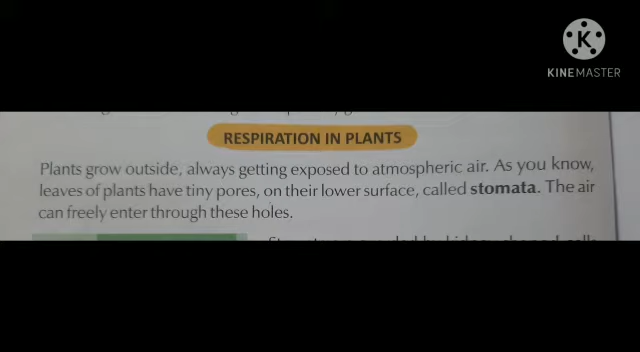 KINEMASTER
RESPIRATION IN PLANTS
Plants grow outside, always getting exposed to atmospheric air. As you know,
leaves of plants have tiny pores, on their lower surface, called stomata. The air
can freely enter through these holes.